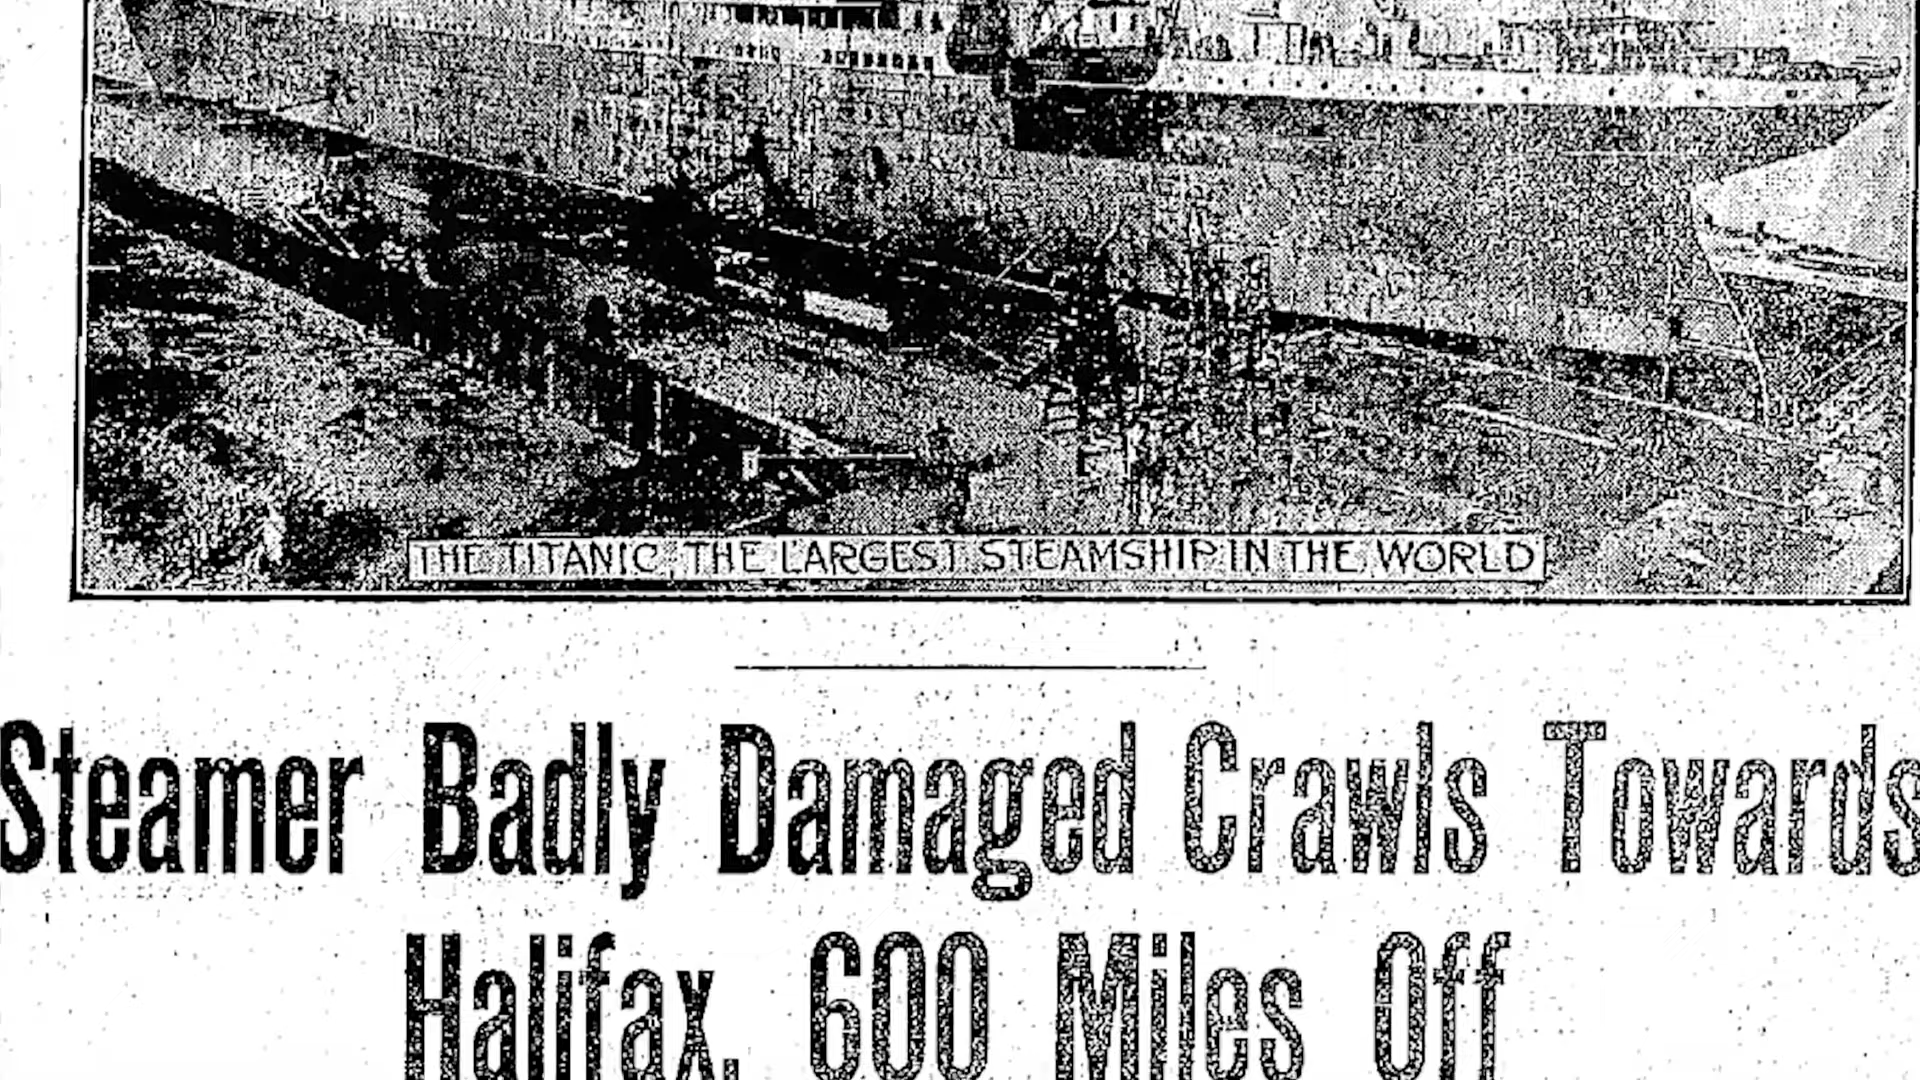 THE TITANIC, THE LARGEST STEAMSHIP IN THE WORLD
Steamer Badly Damaged Crawls Towards
Halifax, 600 Miles Off